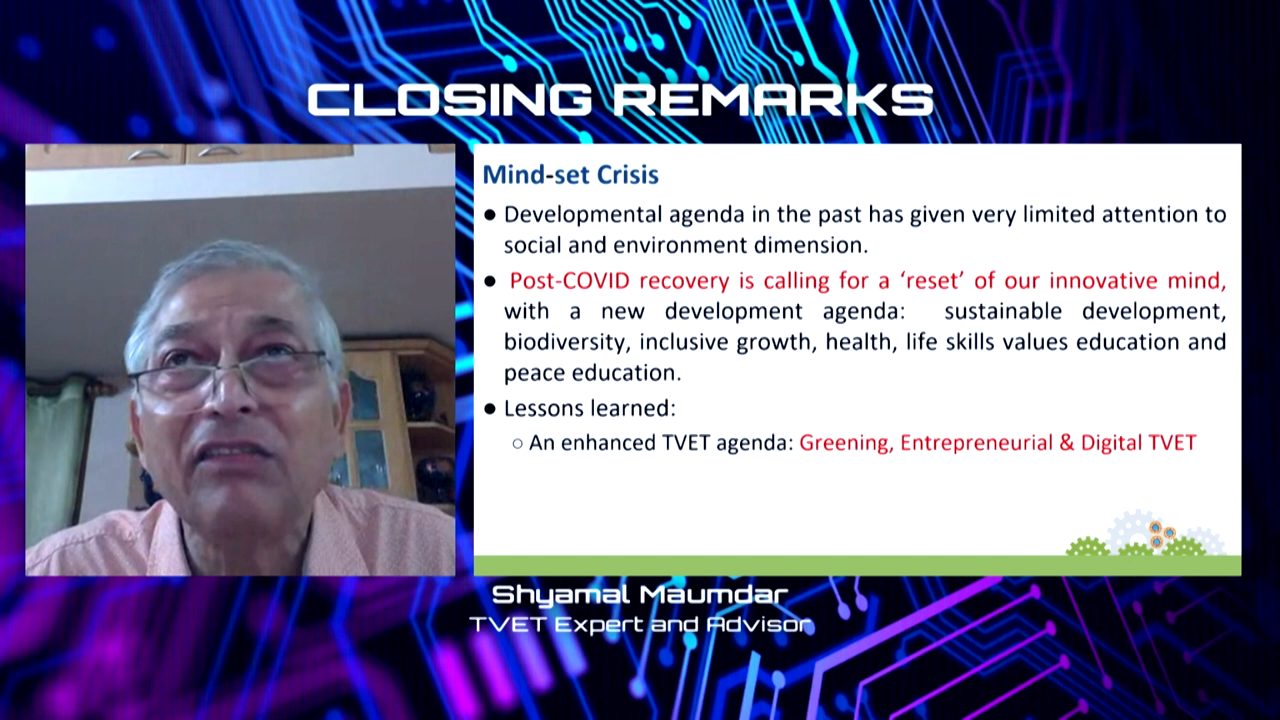 CLOSING REMARKS
Mind-set Crisis
● Developmental agenda in the past has given very limited attention to
social and environment dimension.
● Post-COVID recovery is calling for a ‘reset’ of our innovative mind,
with a new development agenda: sustainable development,
biodiversity, inclusive growth, health, life skills values education and
peace education.
● Lessons learned:
○ An enhanced TVET agenda: Greening, Entrepreneurial & Digital TVET
Shyamal Maumdar
TVET Expert and Advisor